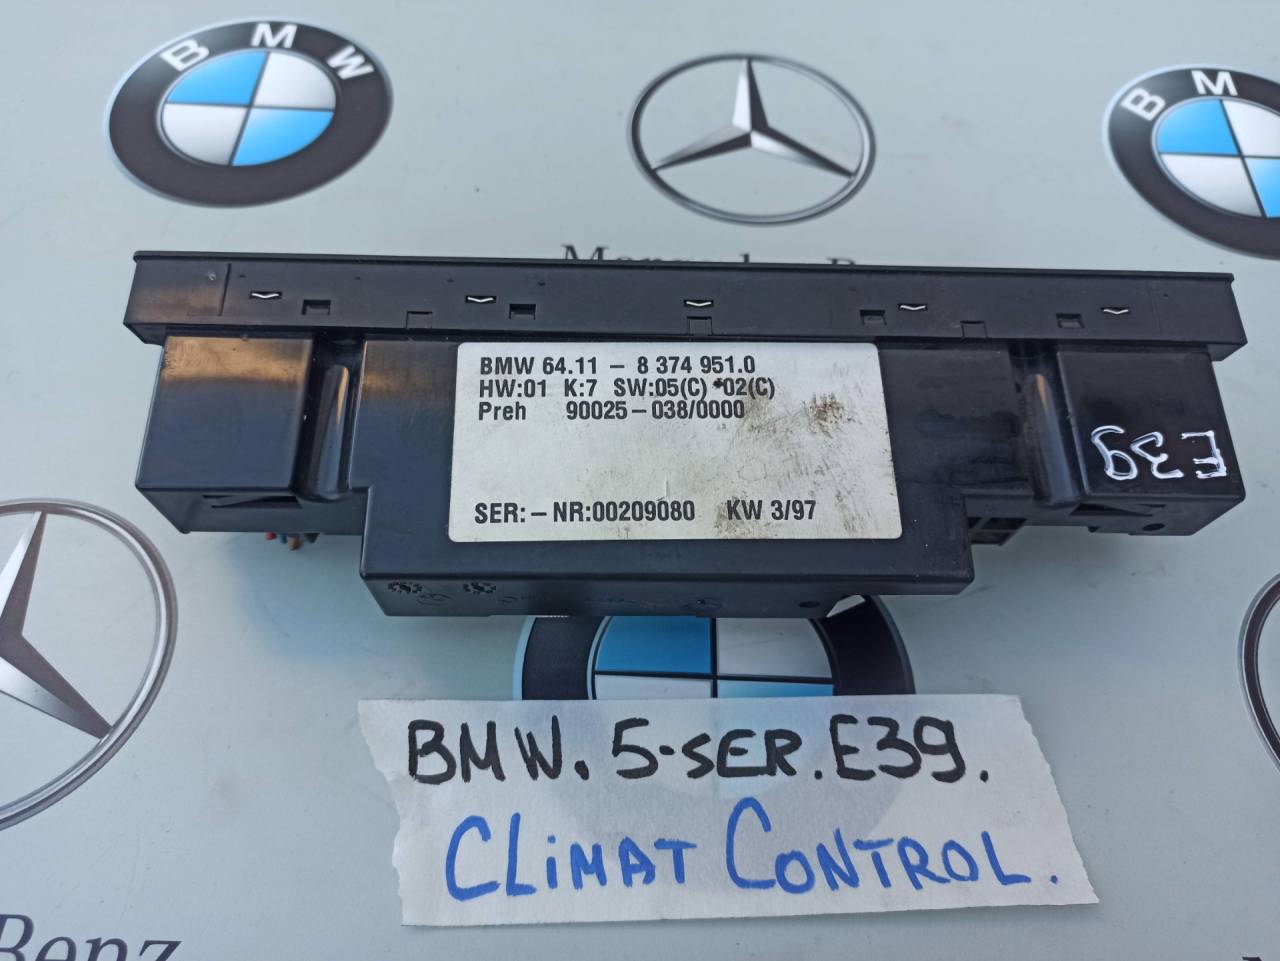 BMW
BMW
BMW 64.11 – 8 374 951.0
HW:01 K:7 SW:05(C) *02(C)
Preh 90025–038/0000
SER:–NR:00209080 KW 3/97
E39
BMW. 5-SER. E39.
CLiMAT CONTROL.
Benz